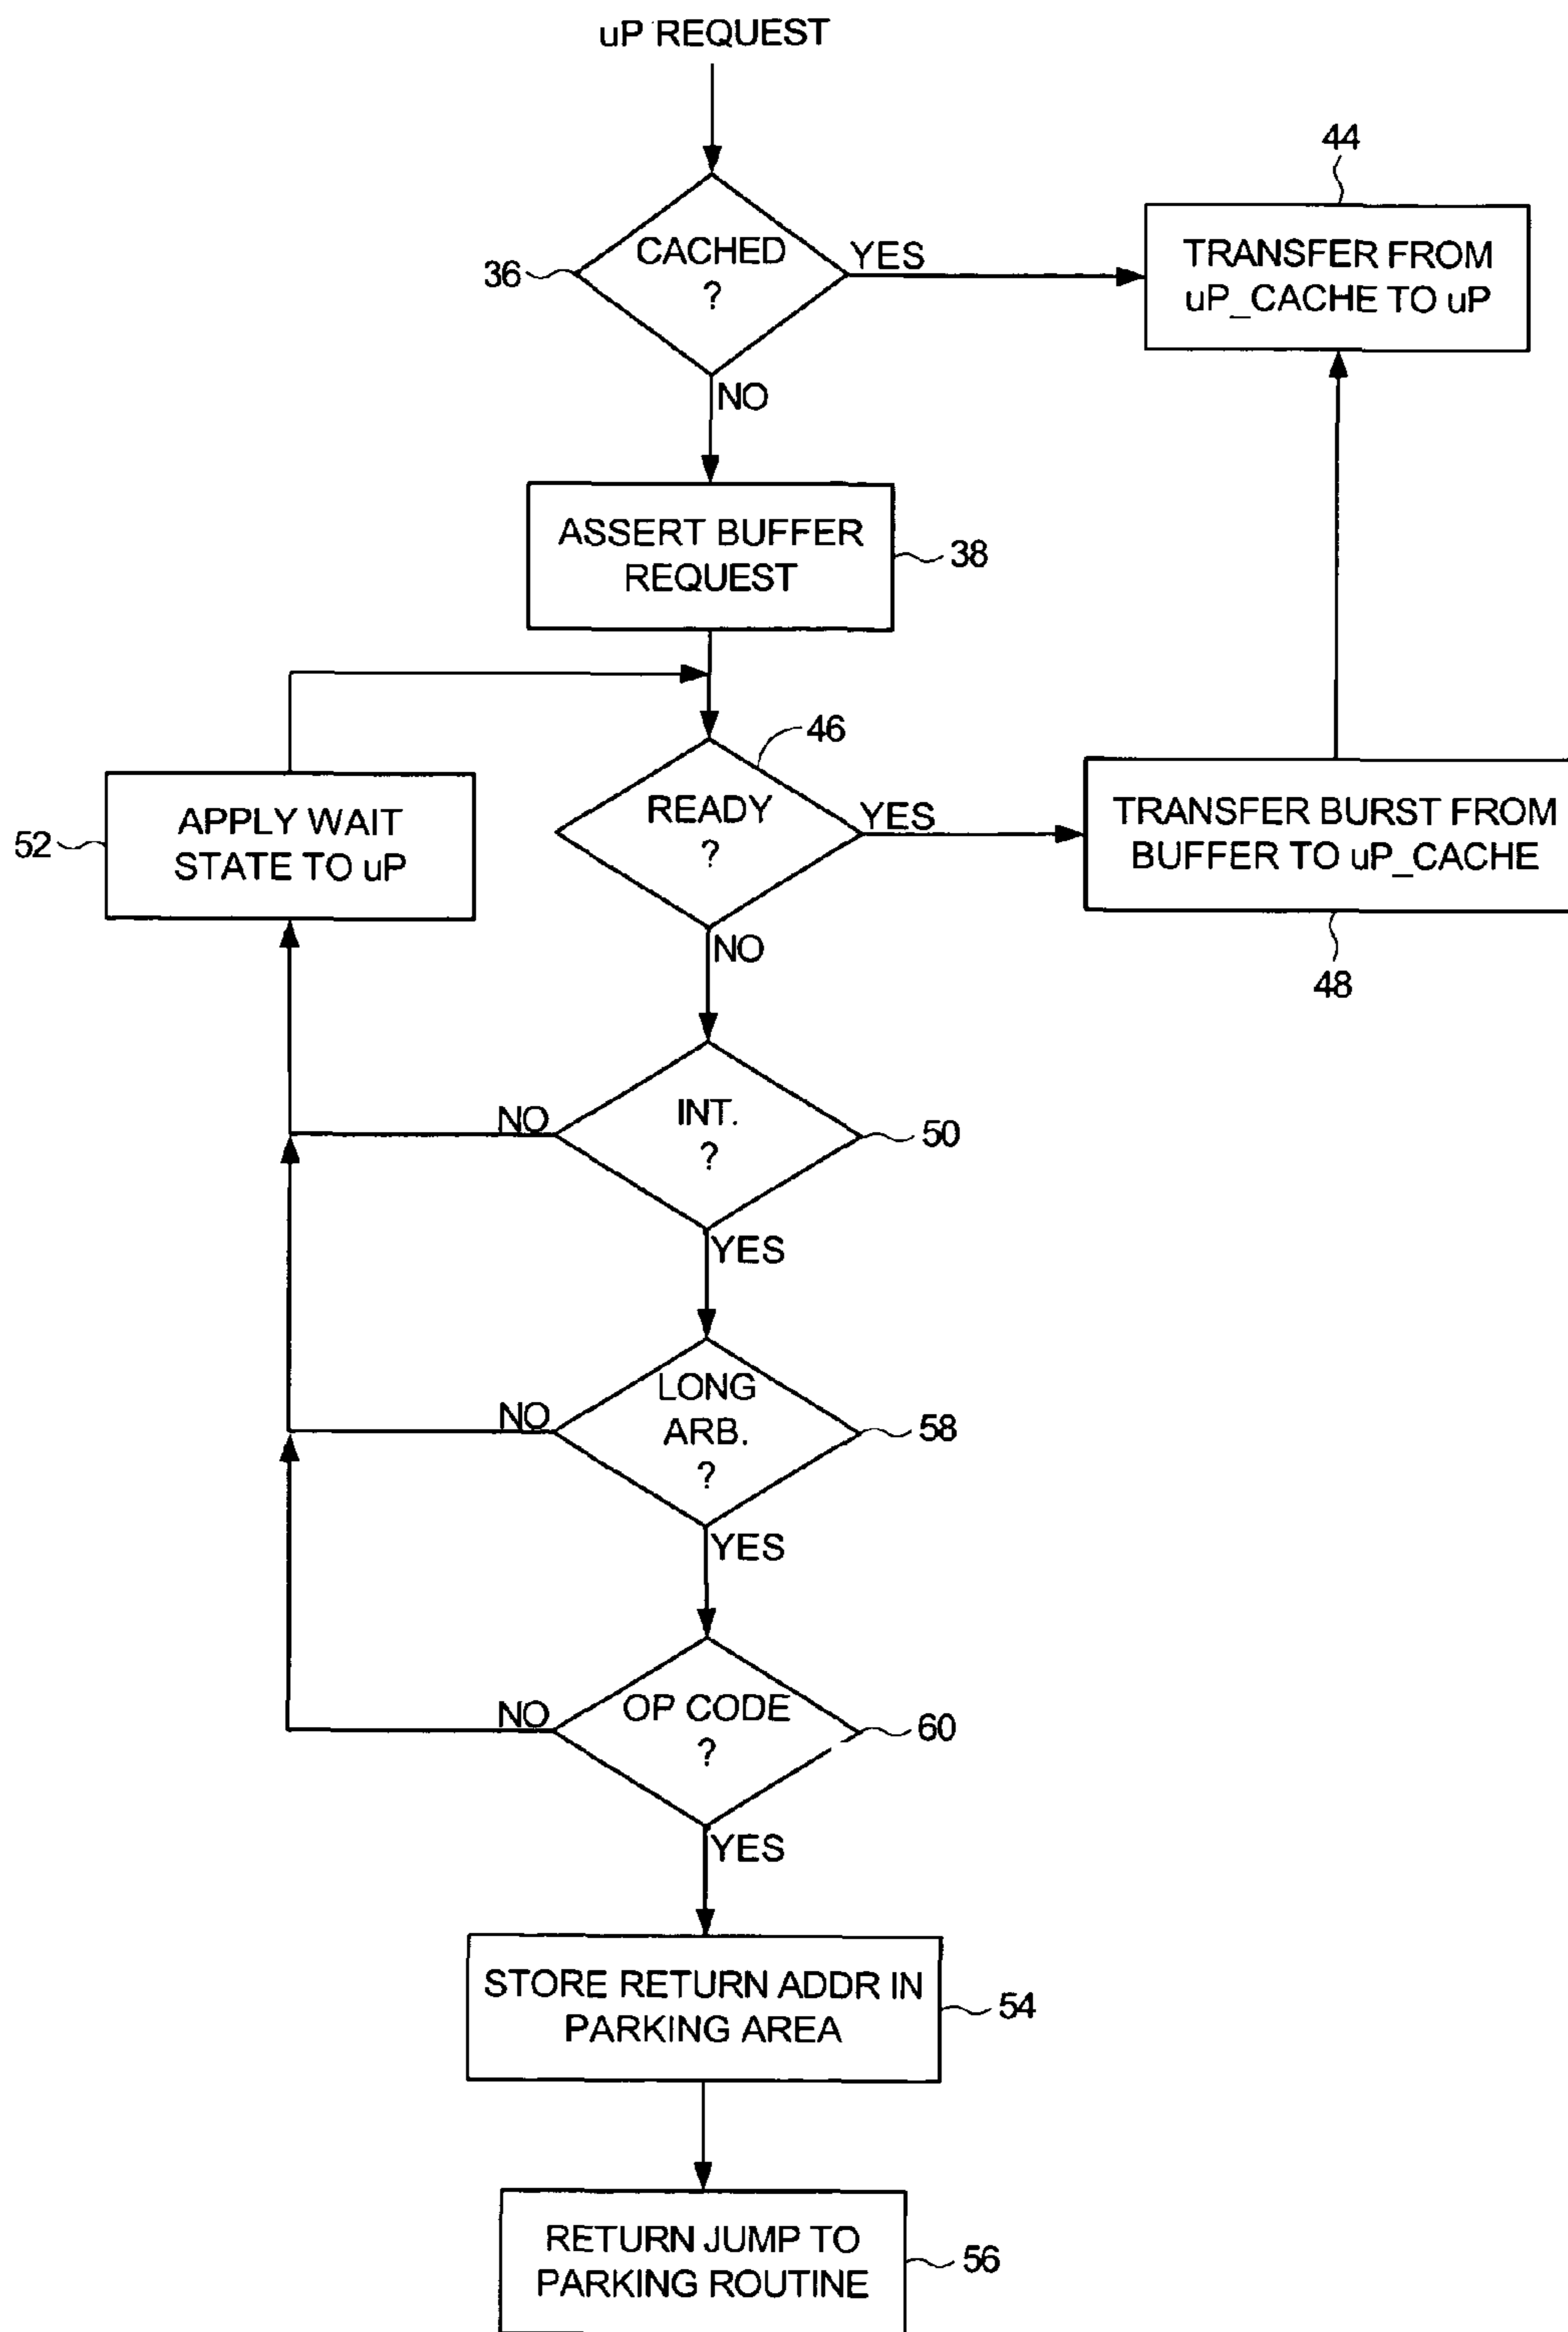 uP REQUEST
44
CACHED
?
YES
36
TRANSFER FROM
uP_CACHE TO uP
NO
ASSERT BUFFER
REQUEST
38
46
READY
?
YES
APPLY WAIT
STATE TO uP
52
TRANSFER BURST FROM
BUFFER TO uP_CACHE
NO
48
INT.
?
NO
50
YES
LONG
ARB.
?
NO
58
YES
OP CODE
?
NO
60
YES
STORE RETURN ADDR IN
PARKING AREA
54
RETURN JUMP TO
PARKING ROUTINE
56